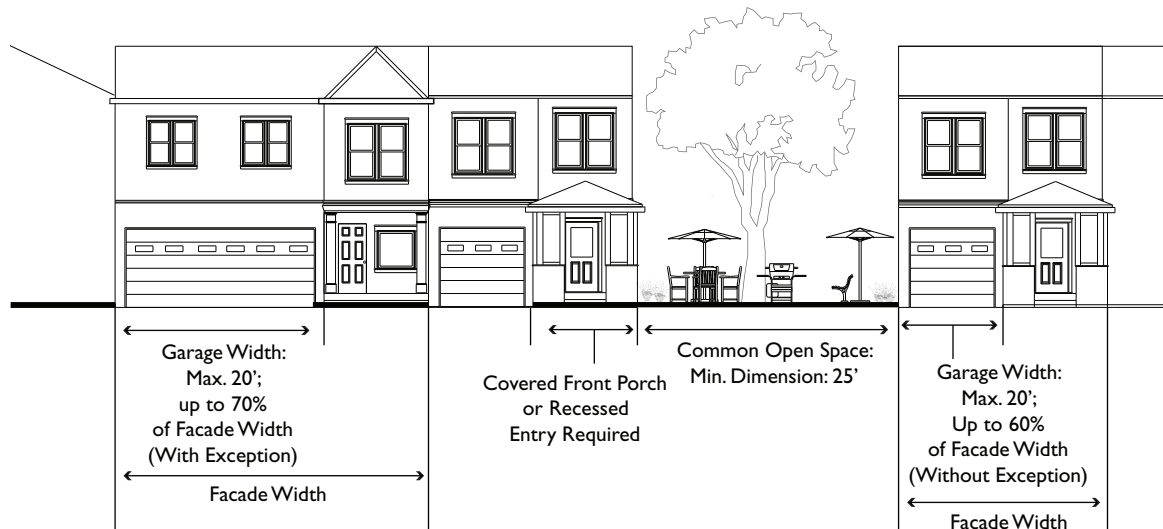 Garage Width:
Max. 20’;
up to 70%
of Facade Width
(With Exception)
Facade Width
Covered Front Porch
or Recessed
Entry Required
Common Open Space:
Min. Dimension: 25’
Garage Width:
Max. 20’;
Up to 60%
of Facade Width
(Without Exception)
Facade Width